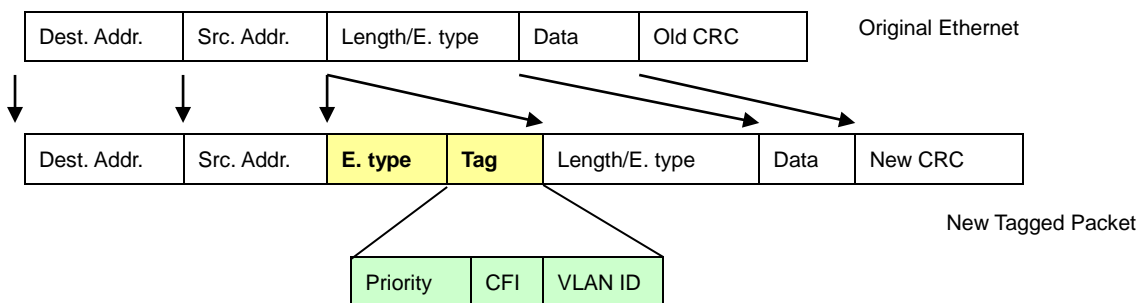 Dest. Addr. Src. Addr. Length/E. type Data Old CRC Original Ethernet
Dest. Addr. Src. Addr. E. type Tag Length/E. type Data New CRC
New Tagged Packet
Priority CFI VLAN ID